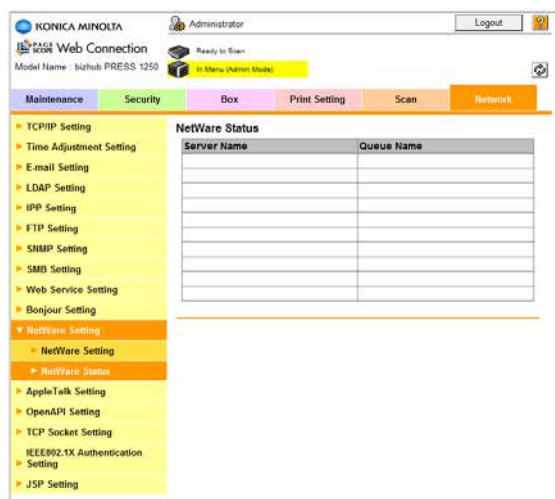 KONICA MINOLTA
Administrator
Logout
?
PAGE SCOPE Web Connection
Ready to Scan
Model Name : bizhub PRESS 1250
In Menu (Admin Mode)
Maintenance
Security
Box
Print Setting
Scan
Network
TCP/IP Setting
Time Adjustment Setting
E-mail Setting
LDAP Setting
IPP Setting
FTP Setting
SNMP Setting
SMB Setting
Web Service Setting
Bonjour Setting
NetWare Setting
NetWare Setting
NetWare Status
AppleTalk Setting
OpenAPI Setting
TCP Socket Setting
IEEE802.1X Authentication
Setting
JSP Setting
NetWare Status
Server Name
Queue Name